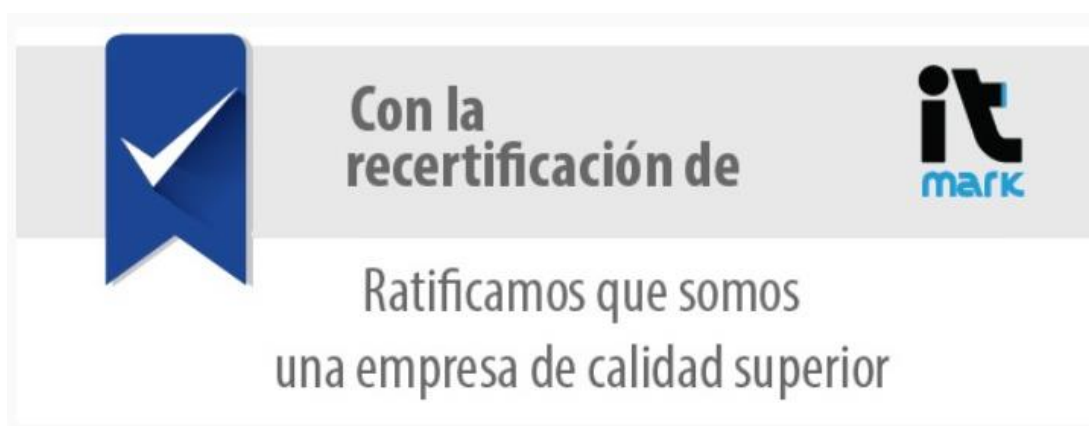 Con la
recertificación de
it
mark
Ratificamos que somos
una empresa de calidad superior